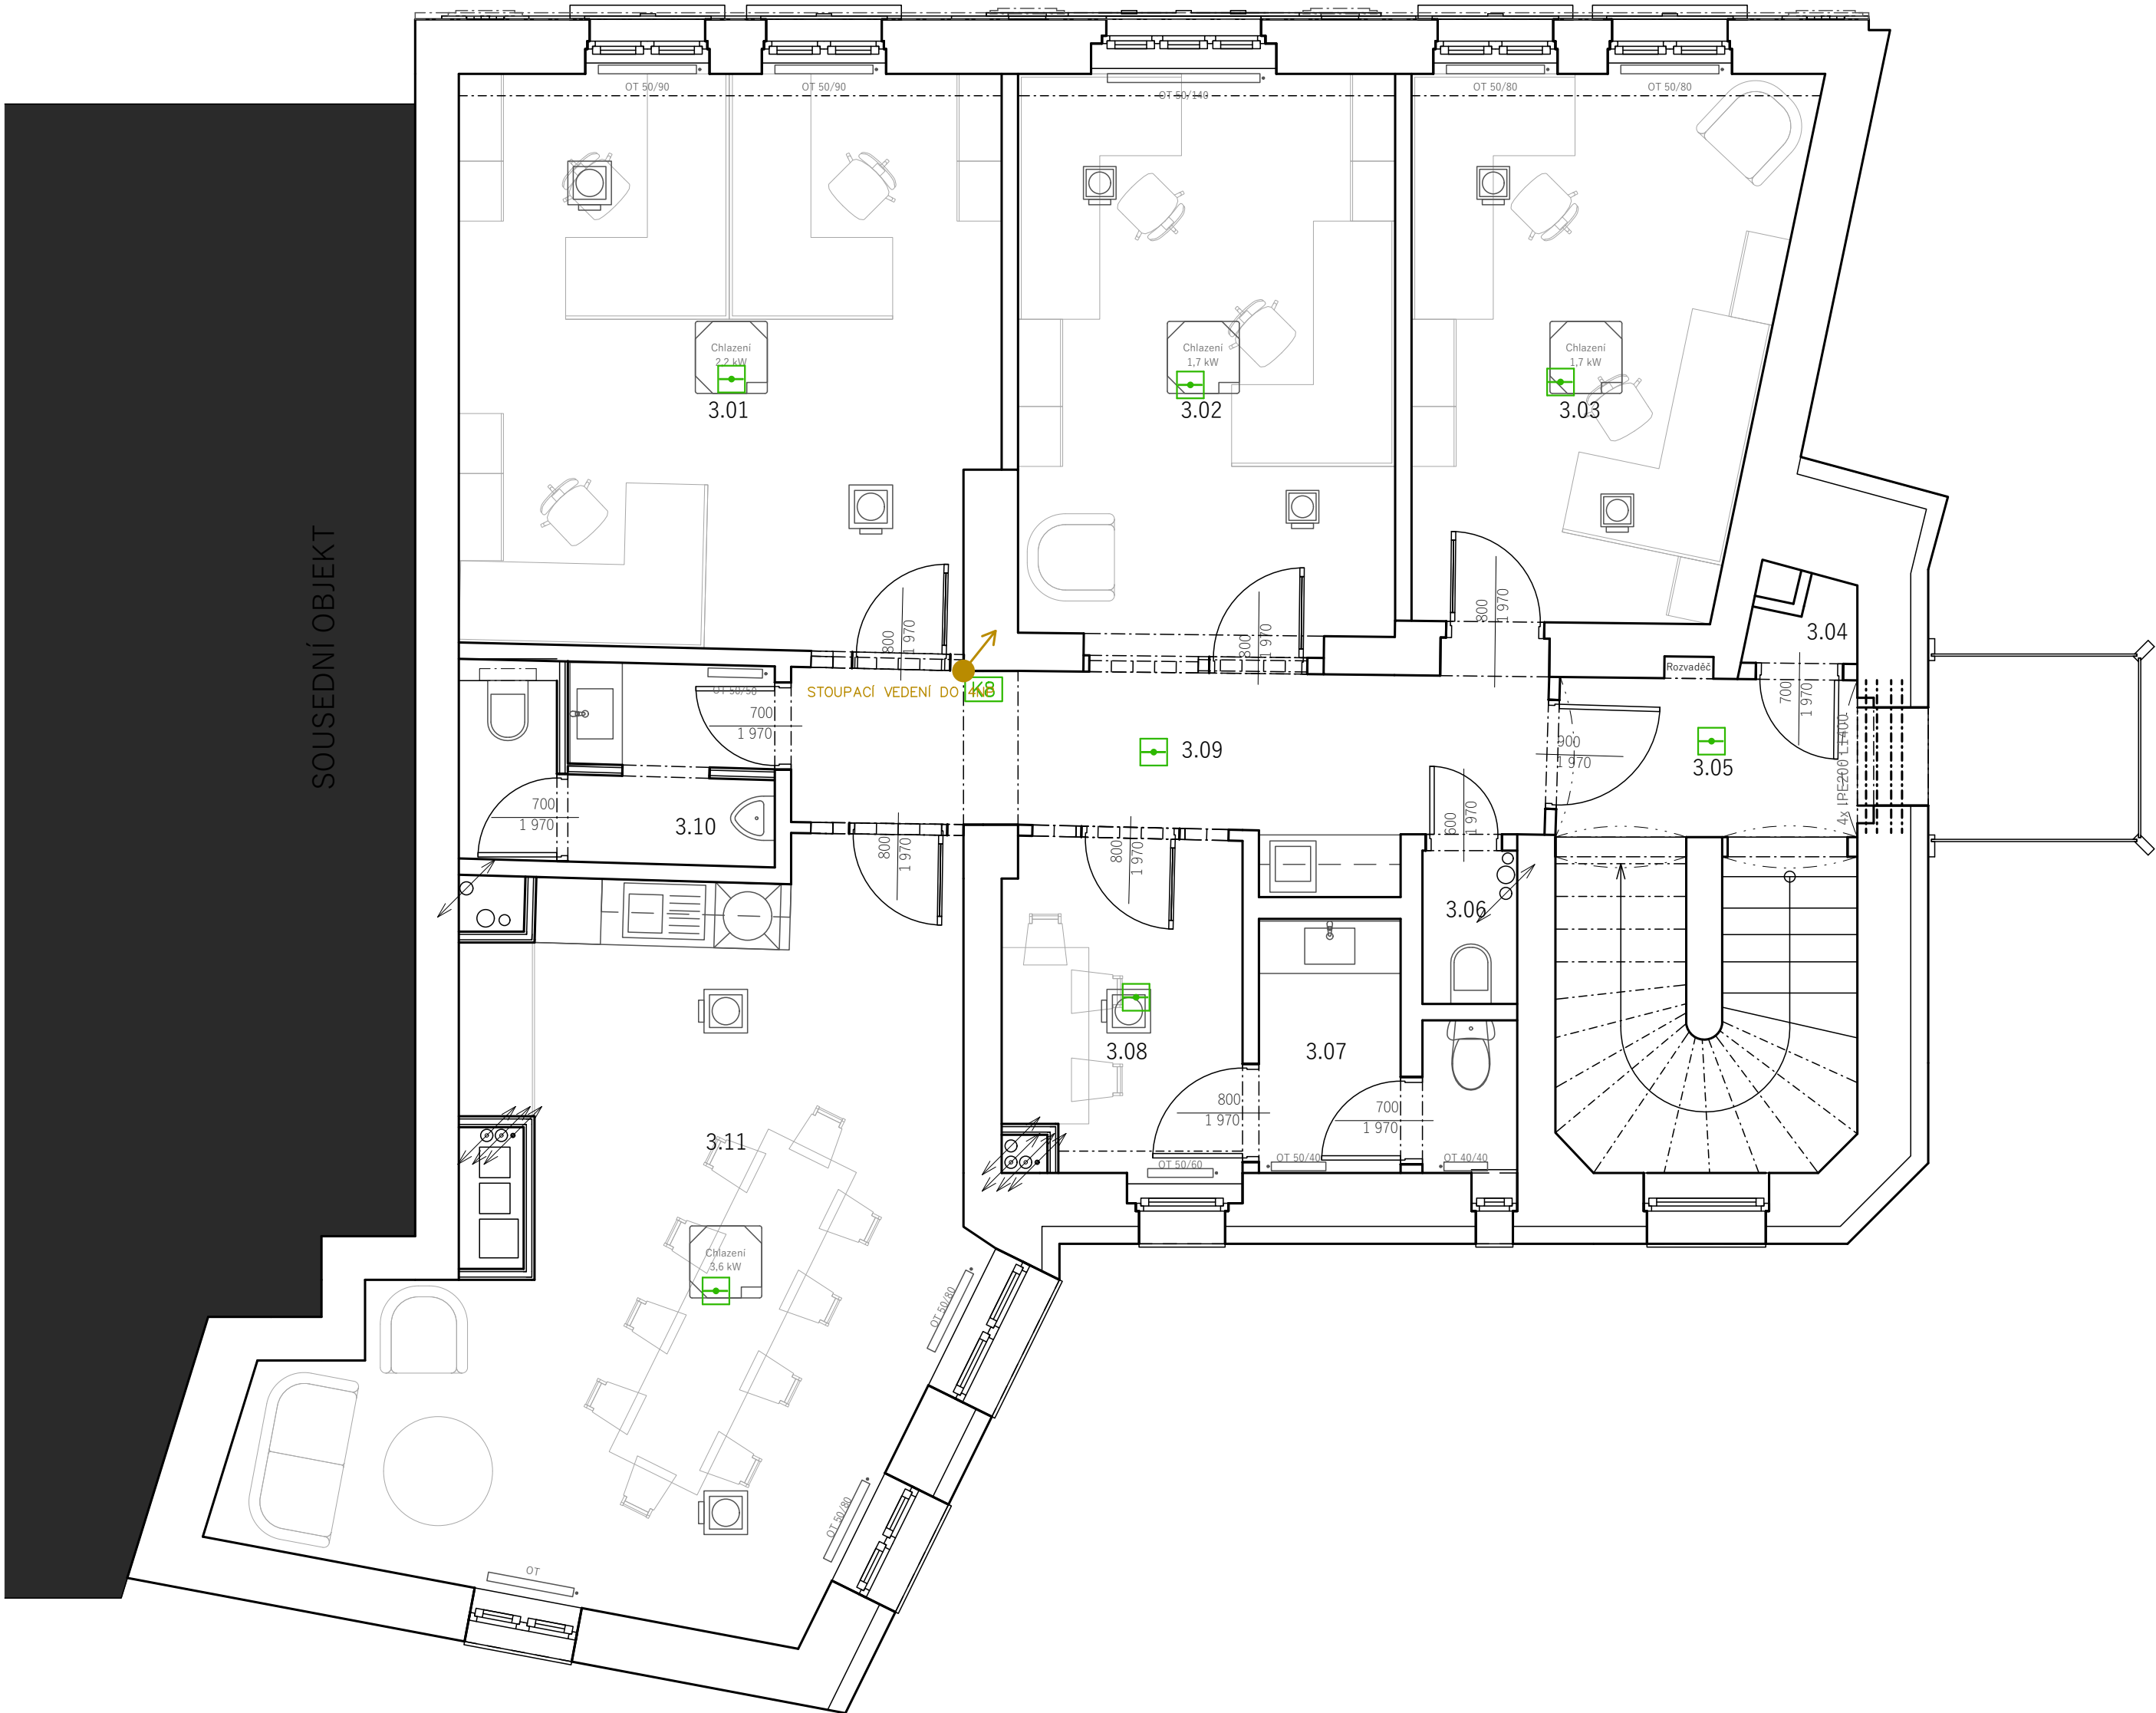 OT 50/90
OT 50/90
OT 50/140
OT 50/80
OT 50/80
Chlazení
2,2 kW
3.01
Chlazení
1,7 kW
3.02
Chlazení
1,7 kW
3.03
SOUSEDNÍ OBJEKT
800
1 970
800
1 970
800
1 970
3.04
Rozvaděč
700
1 970
OT 50/50
STOUPACÍ VEDENÍ DO 4NP
K8
700
1 970
3.09
900
1 970
3.05
4x IPE200 L1400
700
1 970
3.10
800
1 970
800
1 970
600
1 970
3.06
3.08
3.07
800
1 970
700
1 970
3.11
OT 50/60
OT 50/40
OT 40/40
Chlazení
3,6 kW
OT 50/80
OT 50/80
OT